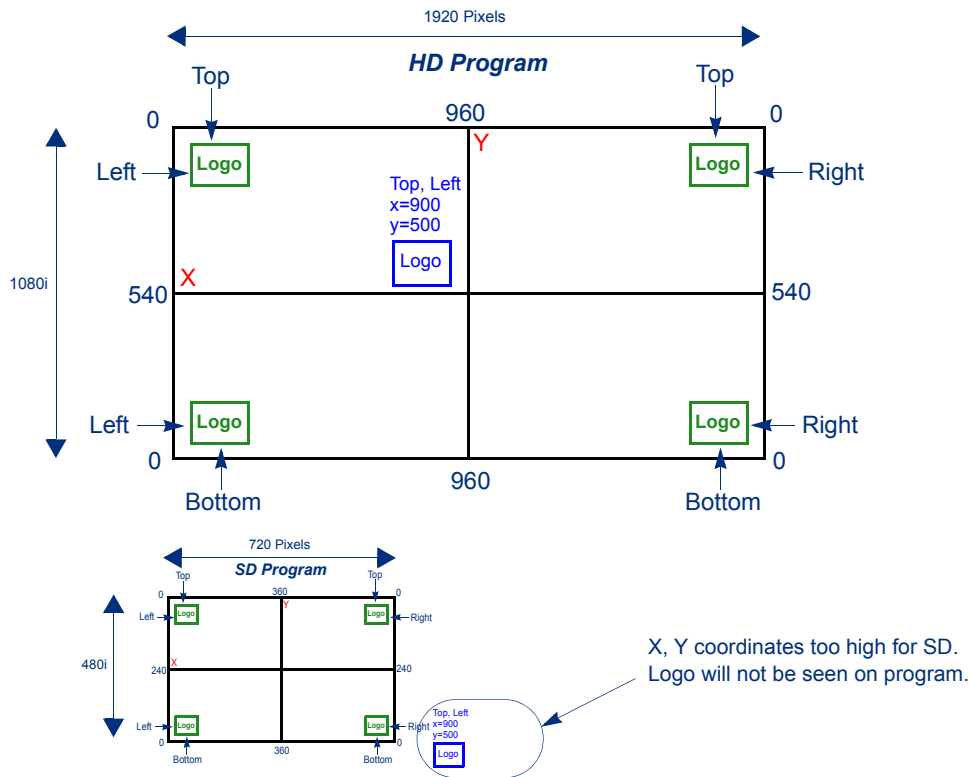 1920 Pixels
HD Program
Top
Top
0
960
0
Y
Left
Logo
Logo
Right
Top, Left
x=900
y=500
Logo
1080i
X
540
540
Left
Logo
Logo
Right
0
960
0
Bottom
Bottom
720 Pixels
SD Program
Top
Top
0
360
0
Y
Left
Logo
Logo
Right
480i
X
240
240
X, Y coordinates too high for SD.
Logo will not be seen on program.
Left
Logo
Logo
Right
0
360
0
Bottom
Bottom
Top, Left
x=900
y=500
Logo